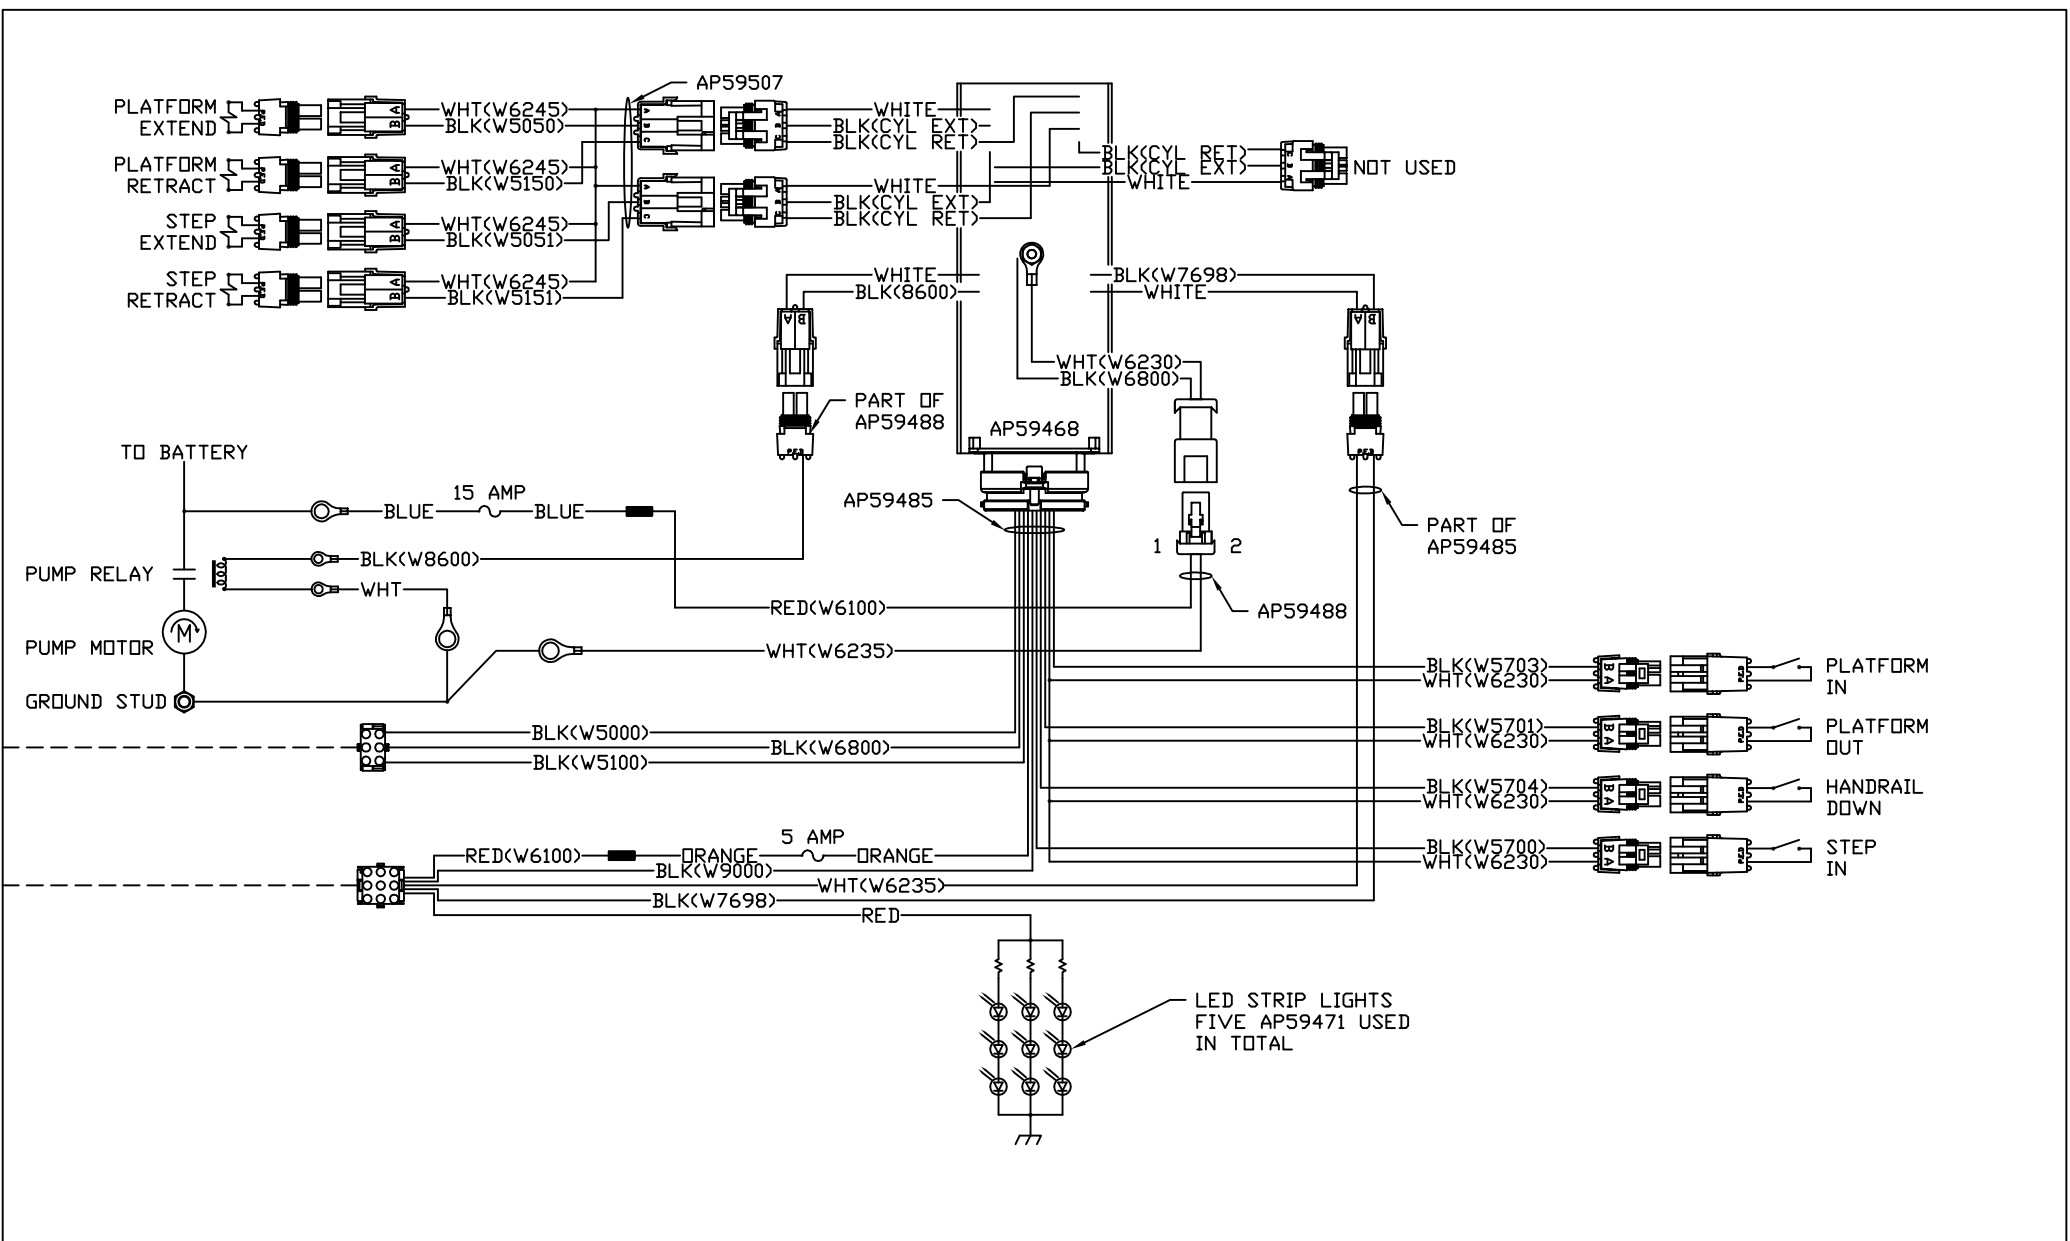 AP59507
PLATFORM
EXTEND
A
B
WHT(W6245)
BLK(W5050)
A
B
C
WHITE
BLK(CYL EXT)
BLK(CYL RET)
PLATFORM
RETRACT
A
B
WHT(W6245)
BLK(W5150)
BLK(CYL RET)
BLK(CYL EXT)
WHITE
NOT USED
STEP
EXTEND
A
B
WHT(W6245)
BLK(W5051)
A
B
C
WHITE
BLK(CYL EXT)
BLK(CYL RET)
STEP
RETRACT
A
B
WHT(W6245)
BLK(W5151)
WHITE
BLK(8600)
BLK(W7698)
WHITE
A B
A B
WHT(W6230)
BLK(W6800)
PART OF
AP59488
AP59468
TO BATTERY
15 AMP
BLUE
BLUE
AP59485
PART OF
AP59485
1
2
BLK(W8600)
PUMP RELAY
WHT
RED(W6100)
AP59488
M
PUMP MOTOR
WHT(W6235)
GROUND STUD
BLK(W5703)
WHT(W6230)
B
A
PLATFORM
IN
BLK(W5000)
BLK(W6800)
BLK(W5100)
BLK(W5701)
WHT(W6230)
B
A
PLATFORM
OUT
BLK(W5704)
WHT(W6230)
B
A
HANDRAIL
DOWN
5 AMP
RED(W6100)
ORANGE
ORANGE
BLK(W9000)
WHT(W6235)
BLK(W7698)
RED
BLK(W5700)
WHT(W6230)
B
A
STEP
IN
LED STRIP LIGHTS
FIVE AP59471 USED
IN TOTAL